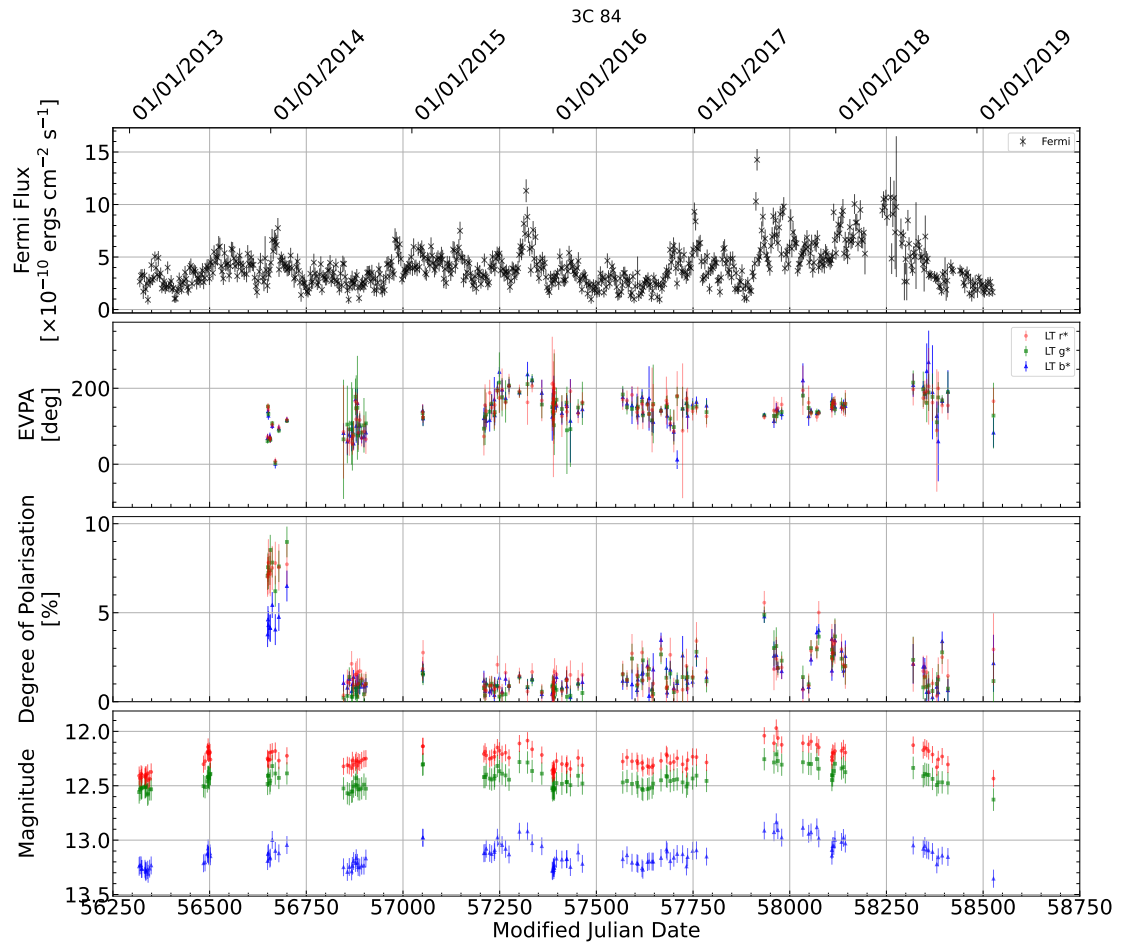 3C 84
01/01/2013
01/01/2014
01/01/2015
01/01/2016
01/01/2017
01/01/2018
01/01/2019
Fermi Flux
[×10⁻¹⁰ ergs cm⁻² s⁻¹]
15
10
5
0
Fermi
EVPA
[deg]
200
0
LT r*
LT g*
LT b*
Degree of Polarisation
[%]
10
5
0
Magnitude
12.0
12.5
13.0
13.5
56250 56500 56750 57000 57250 57500 57750 58000 58250 58500 58750
Modified Julian Date